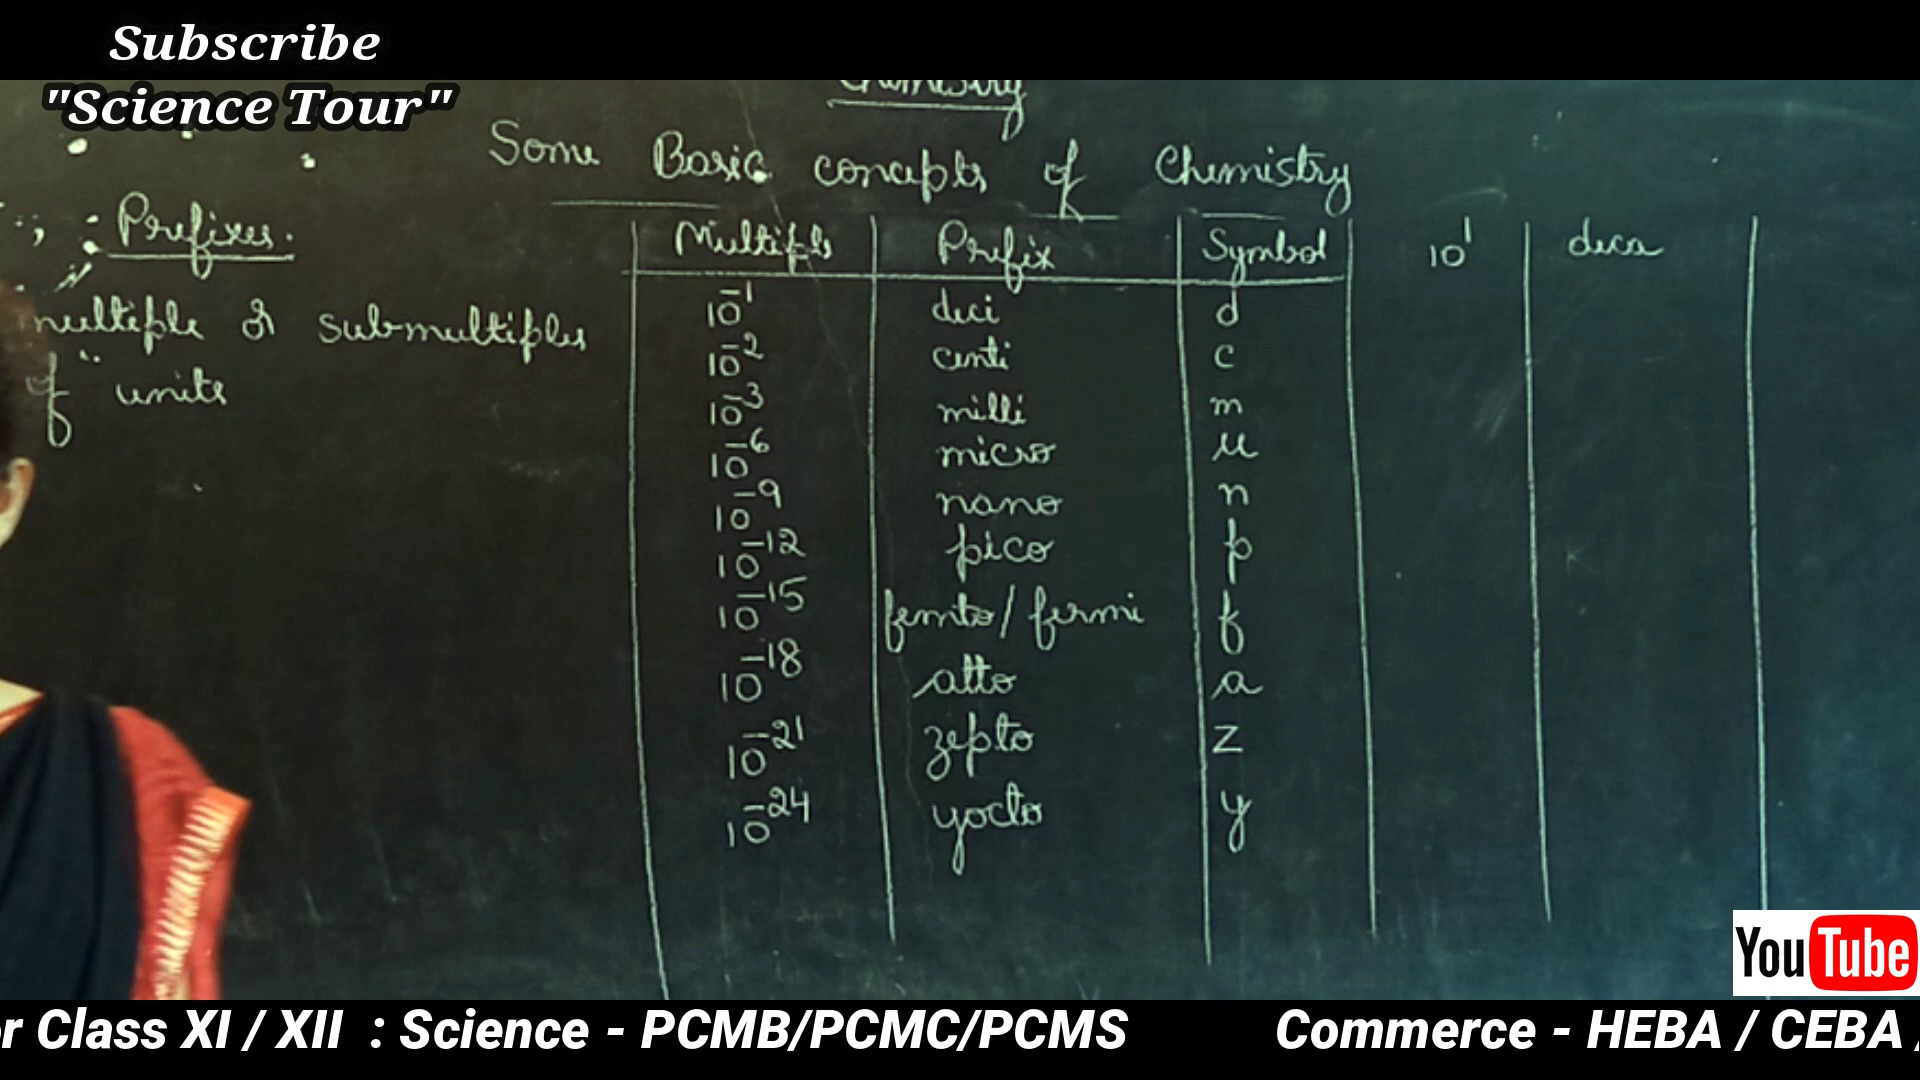 Subscribe
"Science Tour"
Chemistry
Some Basic concepts of Chemistry
Prefixes.
multiple or submultiples
of units
Multiple Prefix Symbol 10¹ deca
10⁻¹ deci d
10⁻² centi c
10⁻³ milli m
10⁻⁶ micro μ
10⁻⁹ nano n
10⁻¹² pico p
10⁻¹⁵ femto/fermi f
10⁻¹⁸ atto a
10⁻²¹ zepto z
10⁻²⁴ yocto y
YouTube
r Class XI / XII : Science - PCMB/PCMC/PCMS Commerce - HEBA / CEBA /